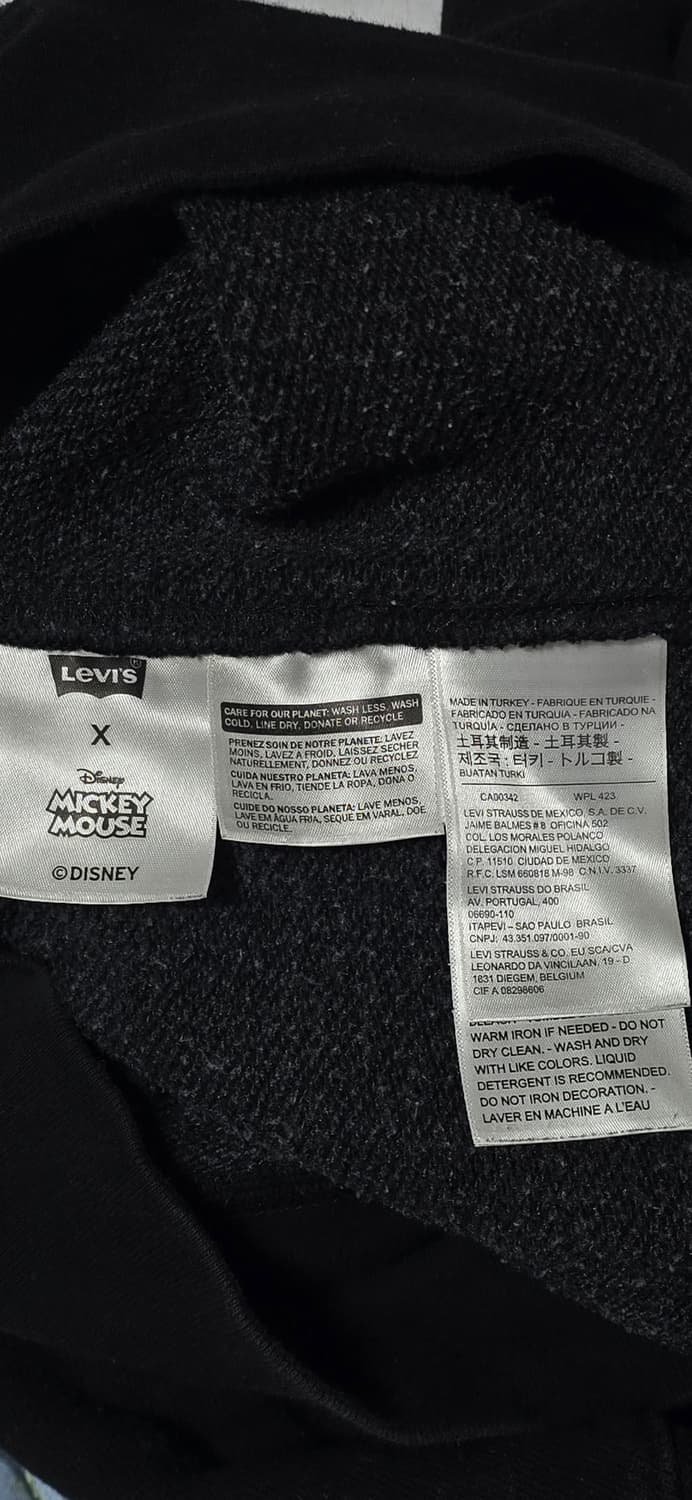 LEVI'S®
X
Disney
MICKEY
MOUSE
©DISNEY
CARE FOR OUR PLANET: WASH LESS, WASH
COLD, LINE DRY, DONATE OR RECYCLE
PRENEZ SOIN DE NOTRE PLANETE: LAVEZ
MOINS, LAVEZ A FROID, LAISSEZ SECHER
NATURELLEMENT, DONNEZ OU RECYCLEZ
CUIDA NUESTRO PLANETA: LAVA MENOS,
LAVA EN FRIO, TIENDE LA ROPA, DONA O
RECICLA.
CUIDE DO NOSSO PLANETA: LAVE MENOS,
LAVE EM ÁGUA FRIA, SEQUE EM VARAL, DOE
OU RECICLE.
MADE IN TURKEY - FABRIQUE EN TURQUIE -
FABRICADO EN TURQUIA - FABRICADO NA
TURQUÍA - СДЕЛАНО В ТУРЦИИ -
土耳其制造 - 土耳其製 -
제조국 : 터키 - トルコ製 -
BUATAN TURKI
CA00342 WPL 423
LEVI STRAUSS DE MEXICO, S.A. DE C.V.
JAIME BALMES # 8 OFICINA 502
COL. LOS MORALES POLANCO
DELEGACION MIGUEL HIDALGO
C.P. 11510 CIUDAD DE MEXICO
R.F.C. LSM 660818 M-98 C.N.I.V. 3337
LEVI STRAUSS DO BRASIL
AV. PORTUGAL, 400
06690-110
ITAPEVI – SAO PAULO BRASIL
CNPJ: 43.351.097/0001-90
LEVI STRAUSS & CO. EU SCA/CVA
LEONARDO DA VINCILAAN, 19 - D
1831 DIEGEM, BELGIUM
CIF A 08298606
WARM IRON IF NEEDED - DO NOT
DRY CLEAN. - WASH AND DRY
WITH LIKE COLORS. LIQUID
DETERGENT IS RECOMMENDED.
DO NOT IRON DECORATION. -
LAVER EN MACHINE A L'EAU